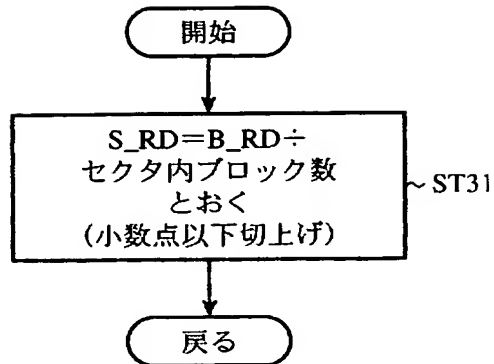 開始
S_RD=B_RD÷
セクタ内ブロック数
とおく
(小数点以下切上げ)
~ ST31
戻る